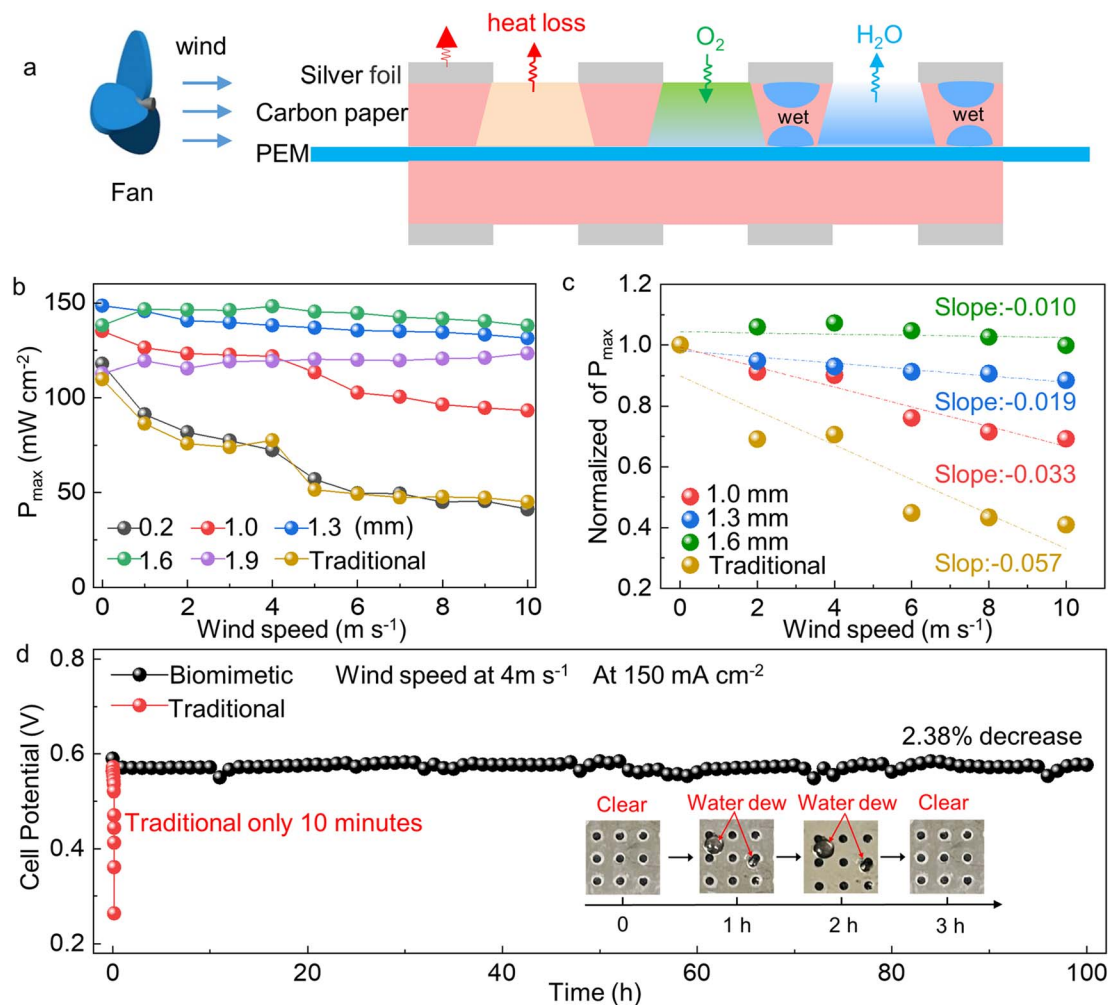 a
wind
Fan
Silver foil
Carbon paper
PEM
heat loss
O₂
H₂O
wet
wet
b
P_max (mW cm⁻²)
150
100
50
0
0.2 1.0 1.3 (mm)
1.6 1.9 Traditional
0 2 4 6 8 10
Wind speed (m s⁻¹)
c
Normalized of P_max
1.2
1.0
0.8
0.6
0.4
0.2
Slope:-0.010
Slope:-0.019
Slope:-0.033
Slop:-0.057
1.0 mm
1.3 mm
1.6 mm
Traditional
0 2 4 6 8 10
Wind speed (m s⁻¹)
d
Cell Potential (V)
0.8
0.6
0.4
0.2
Biomimetic Wind speed at 4m s⁻¹ At 150 mA cm⁻²
Traditional
2.38% decrease
Traditional only 10 minutes
Clear Water dew Water dew Clear
0 1 h 2 h 3 h
0 20 40 60 80 100
Time (h)